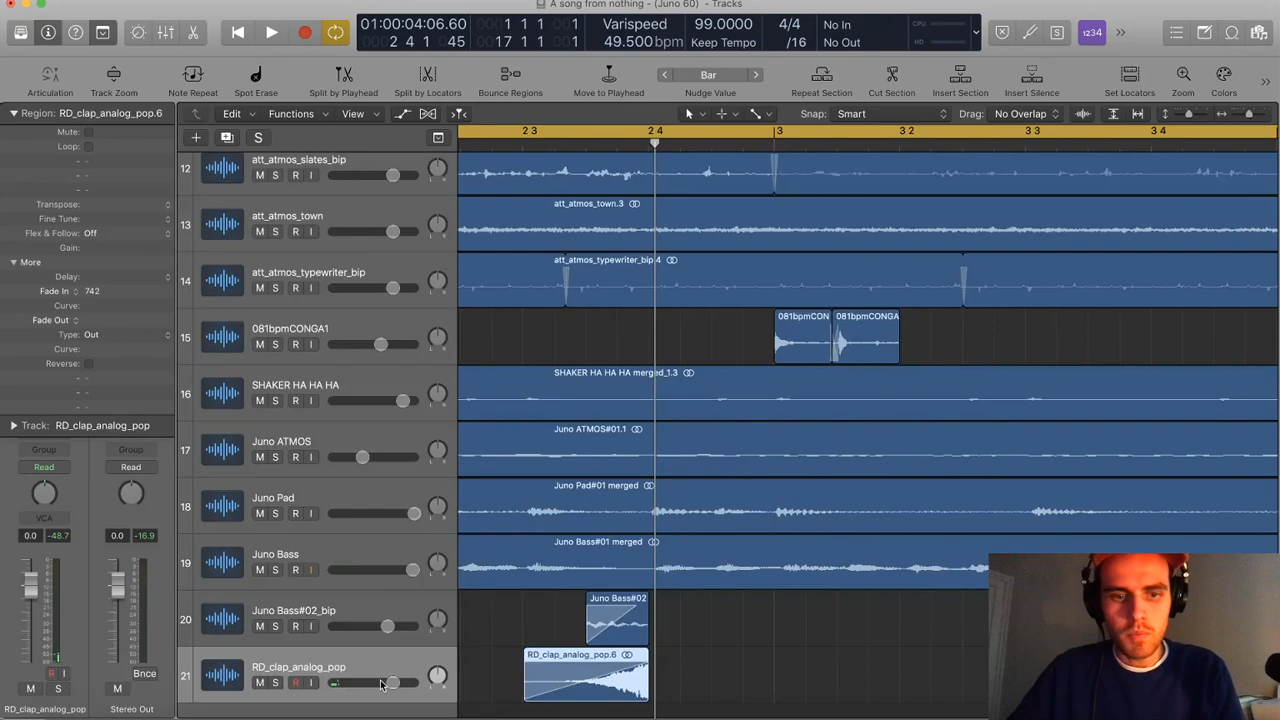 A song from nothing - (Juno 60) - Tracks
01:00:04:06.60
2 4 1 45
1 1 1
17 1 1 1
Varispeed
49.500bpm
99.0000
Keep Tempo
4/4
/16
No In
No Out
CPU
HD
1234
S
Articulation
Track Zoom
Note Repeat
Spot Erase
Split by Playhead
Split by Locators
Bounce Regions
Move to Playhead
Bar
Nudge Value
Repeat Section
Cut Section
Insert Section
Insert Silence
Set Locators
Zoom
Colors
Region: RD_clap_analog_pop.6
Edit
Functions
View
Snap: Smart
Drag: No Overlap
Mute:
Loop:
Transpose:
Fine Tune:
Flex & Follow: Off
Gain:
More
Delay:
Fade In 742
Curve:
Fade Out
Type: Out
Curve:
Reverse:
Track: RD_clap_analog_pop
Group
Group
Read
Read
VCA
0.0 -48.7
0.0 -16.9
R I
Bnce
M S
M
RD_clap_analog_pop
Stereo Out
S
2 3
2 4
3
3 2
3 3
3 4
12 att_atmos_slates_bip
M S R I
13 att_atmos_town
M S R I
att_atmos_town.3
14 att_atmos_typewriter_bip
M S R I
att_atmos_typewriter_bip.4
15 081bpmCONGA1
M S R I
081bpmCON
081bpmCONGA
16 SHAKER HA HA HA
M S R I
SHAKER HA HA HA merged_1.3
17 Juno ATMOS
M S R I
Juno ATMOS#01.1
18 Juno Pad
M S R I
Juno Pad#01 merged
19 Juno Bass
M S R I
Juno Bass#01 merged
20 Juno Bass#02_bip
M S R I
Juno Bass#02
21 RD_clap_analog_pop
M S R I
RD_clap_analog_pop.6